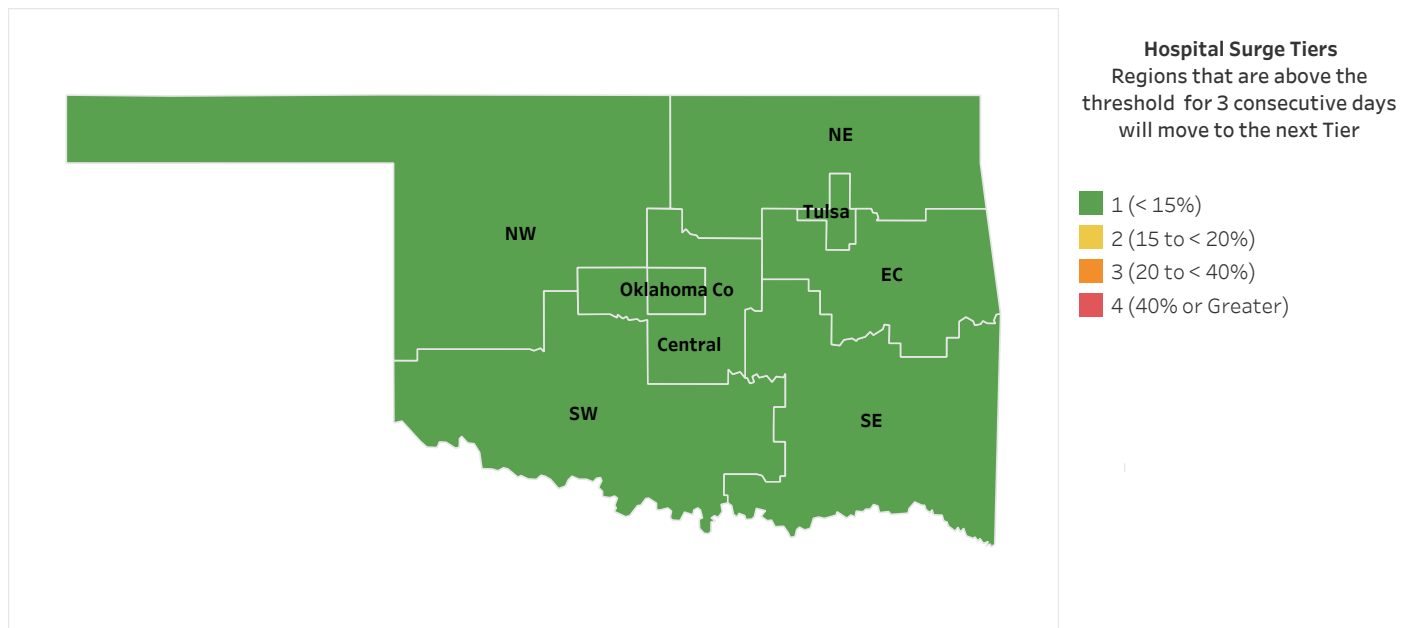 Hospital Surge Tiers
Regions that are above the
threshold for 3 consecutive days
will move to the next Tier
1 (< 15%)
2 (15 to < 20%)
3 (20 to < 40%)
4 (40% or Greater)
NE
Tulsa
NW
EC
Oklahoma Co
Central
SW
SE